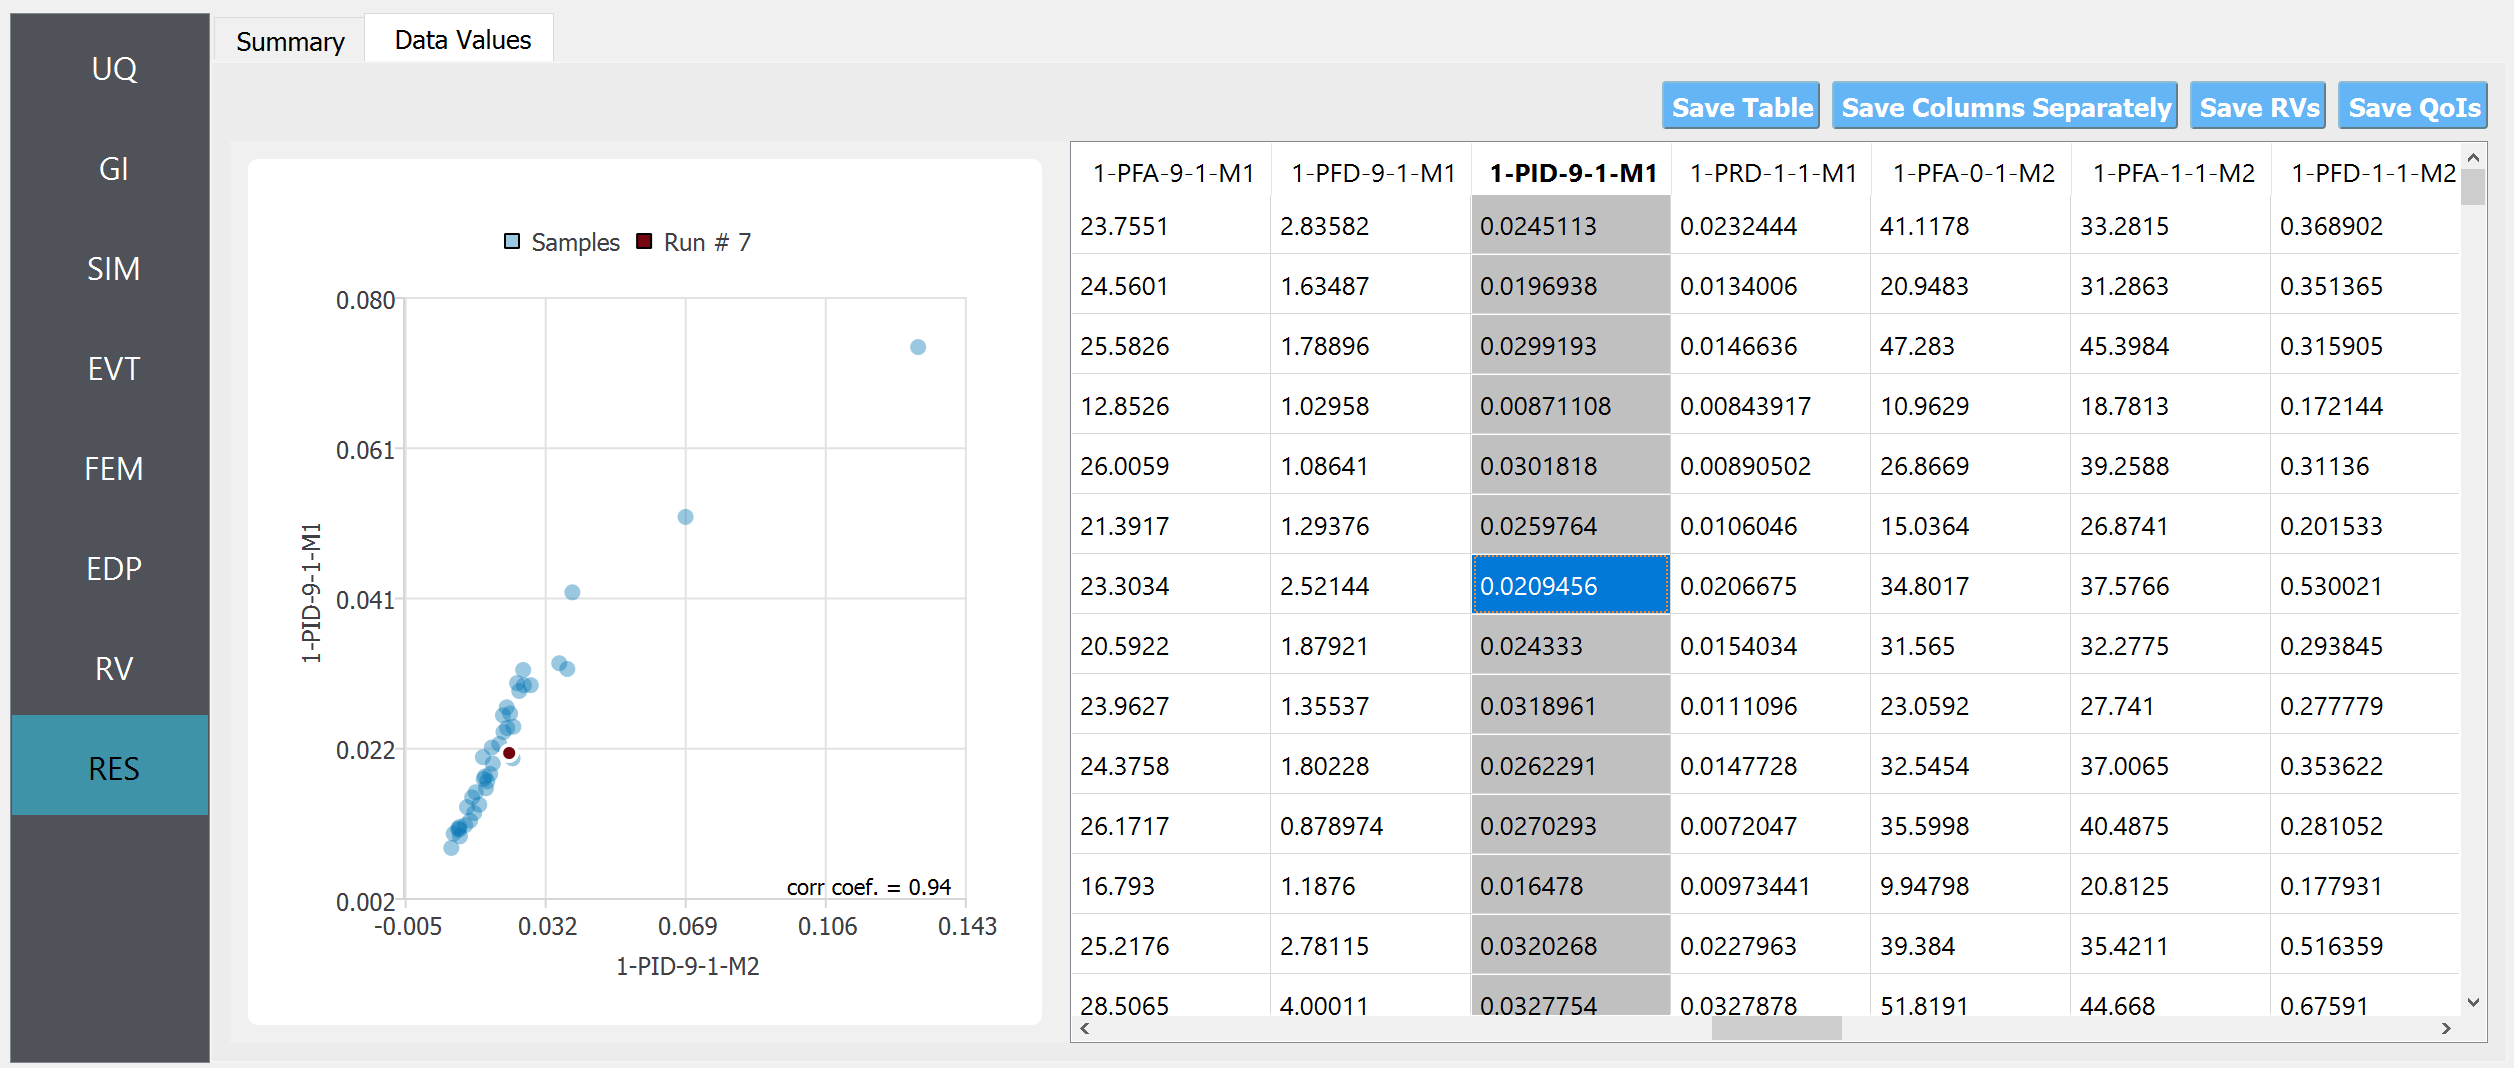 UQ
GI
SIM
EVT
FEM
EDP
RV
RES
Summary
Data Values
Save Table Save Columns Separately Save RVs Save QoIs
Samples Run # 7
0.080
0.061
0.041
0.022
0.002
1-PID-9-1-M1
corr coef. = 0.94
-0.005 0.032 0.069 0.106 0.143
1-PID-9-1-M2
1-PFA-9-1-M1 1-PFD-9-1-M1 1-PID-9-1-M1 1-PRD-1-1-M1 1-PFA-0-1-M2 1-PFA-1-1-M2 1-PFD-1-1-M2
23.7551 2.83582 0.0245113 0.0232444 41.1178 33.2815 0.368902
24.5601 1.63487 0.0196938 0.0134006 20.9483 31.2863 0.351365
25.5826 1.78896 0.0299193 0.0146636 47.283 45.3984 0.315905
12.8526 1.02958 0.00871108 0.00843917 10.9629 18.7813 0.172144
26.0059 1.08641 0.0301818 0.00890502 26.8669 39.2588 0.31136
21.3917 1.29376 0.0259764 0.0106046 15.0364 26.8741 0.201533
23.3034 2.52144 0.0209456 0.0206675 34.8017 37.5766 0.530021
20.5922 1.87921 0.024333 0.0154034 31.565 32.2775 0.293845
23.9627 1.35537 0.0318961 0.0111096 23.0592 27.741 0.277779
24.3758 1.80228 0.0262291 0.0147728 32.5454 37.0065 0.353622
26.1717 0.878974 0.0270293 0.0072047 35.5998 40.4875 0.281052
16.793 1.1876 0.016478 0.00973441 9.94798 20.8125 0.177931
25.2176 2.78115 0.0320268 0.0227963 39.384 35.4211 0.516359
28.5065 4.00011 0.0327754 0.0327878 51.8191 44.668 0.67591